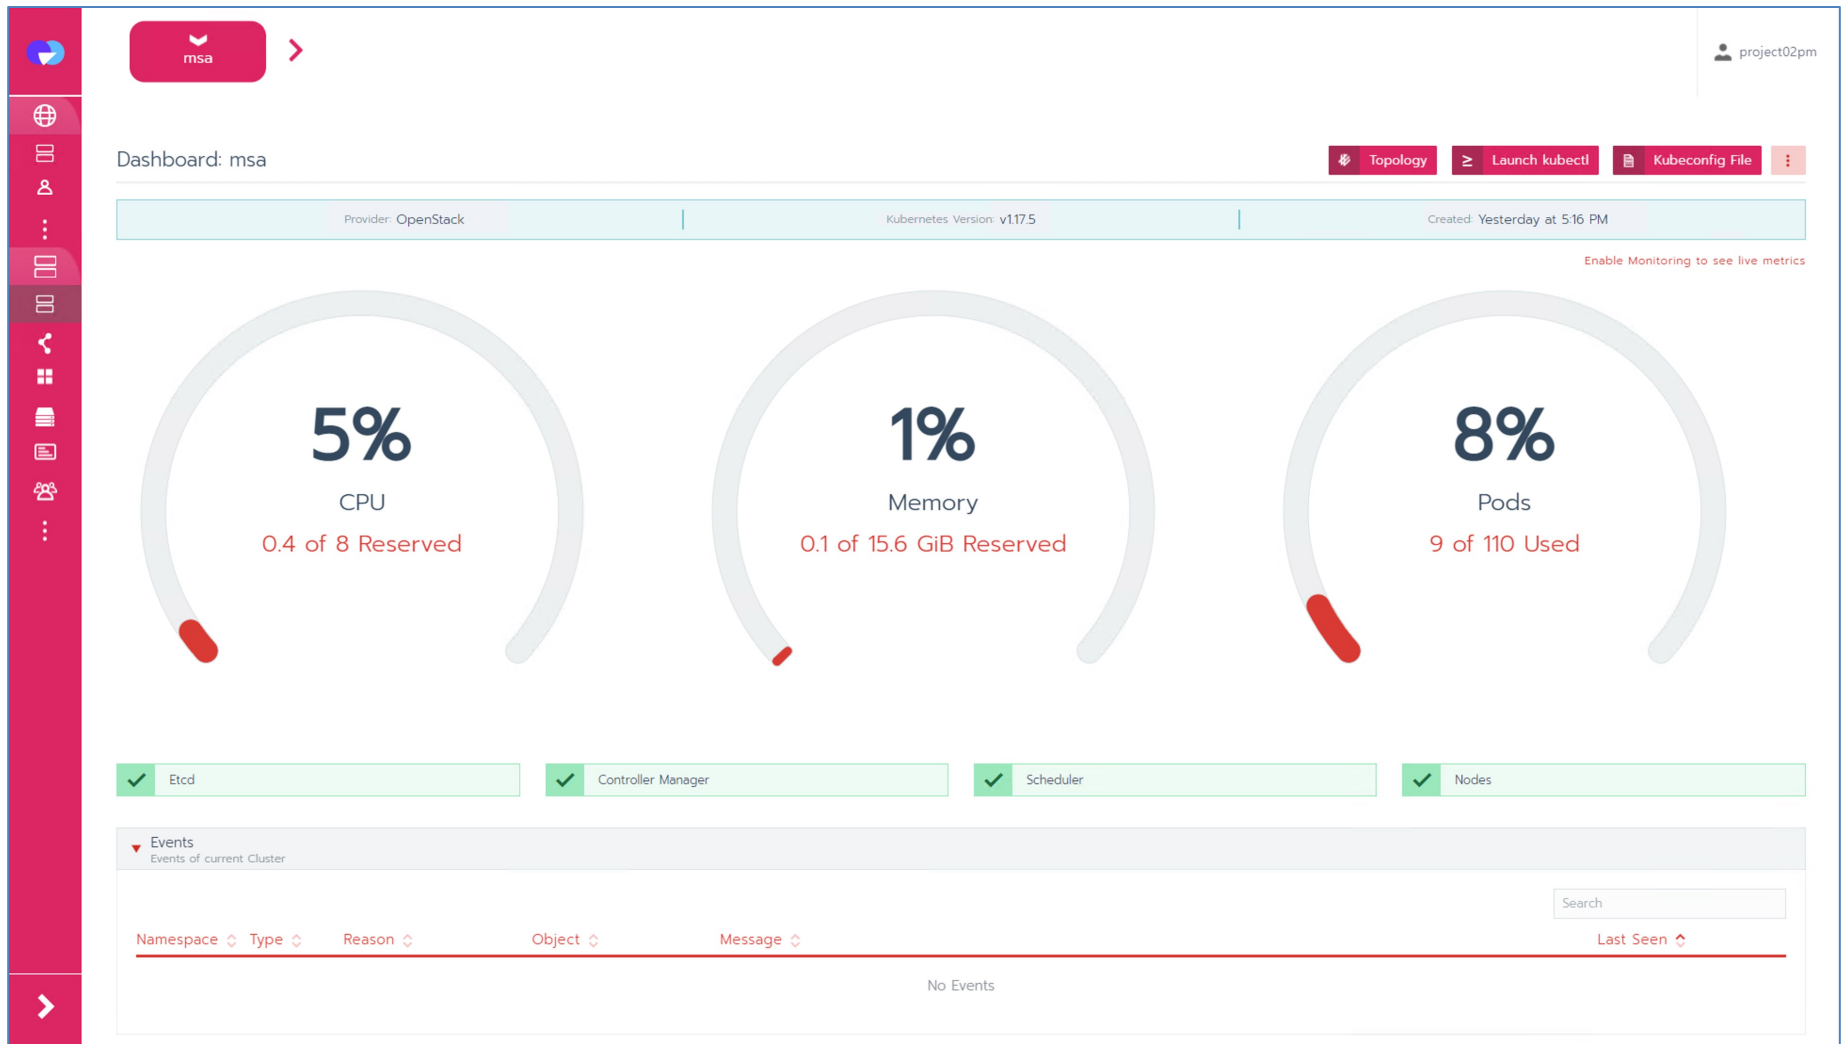 msa
project02pm
Dashboard: msa
Topology
Launch kubectl
Kubeconfig File
Provider: OpenStack
Kubernetes Version: v1.17.5
Created: Yesterday at 5:16 PM
Enable Monitoring to see live metrics
5%
CPU
0.4 of 8 Reserved
1%
Memory
0.1 of 15.6 GiB Reserved
8%
Pods
9 of 110 Used
Etcd
Controller Manager
Scheduler
Nodes
Events
Events of current Cluster
Search
Namespace Type Reason Object Message Last Seen
No Events